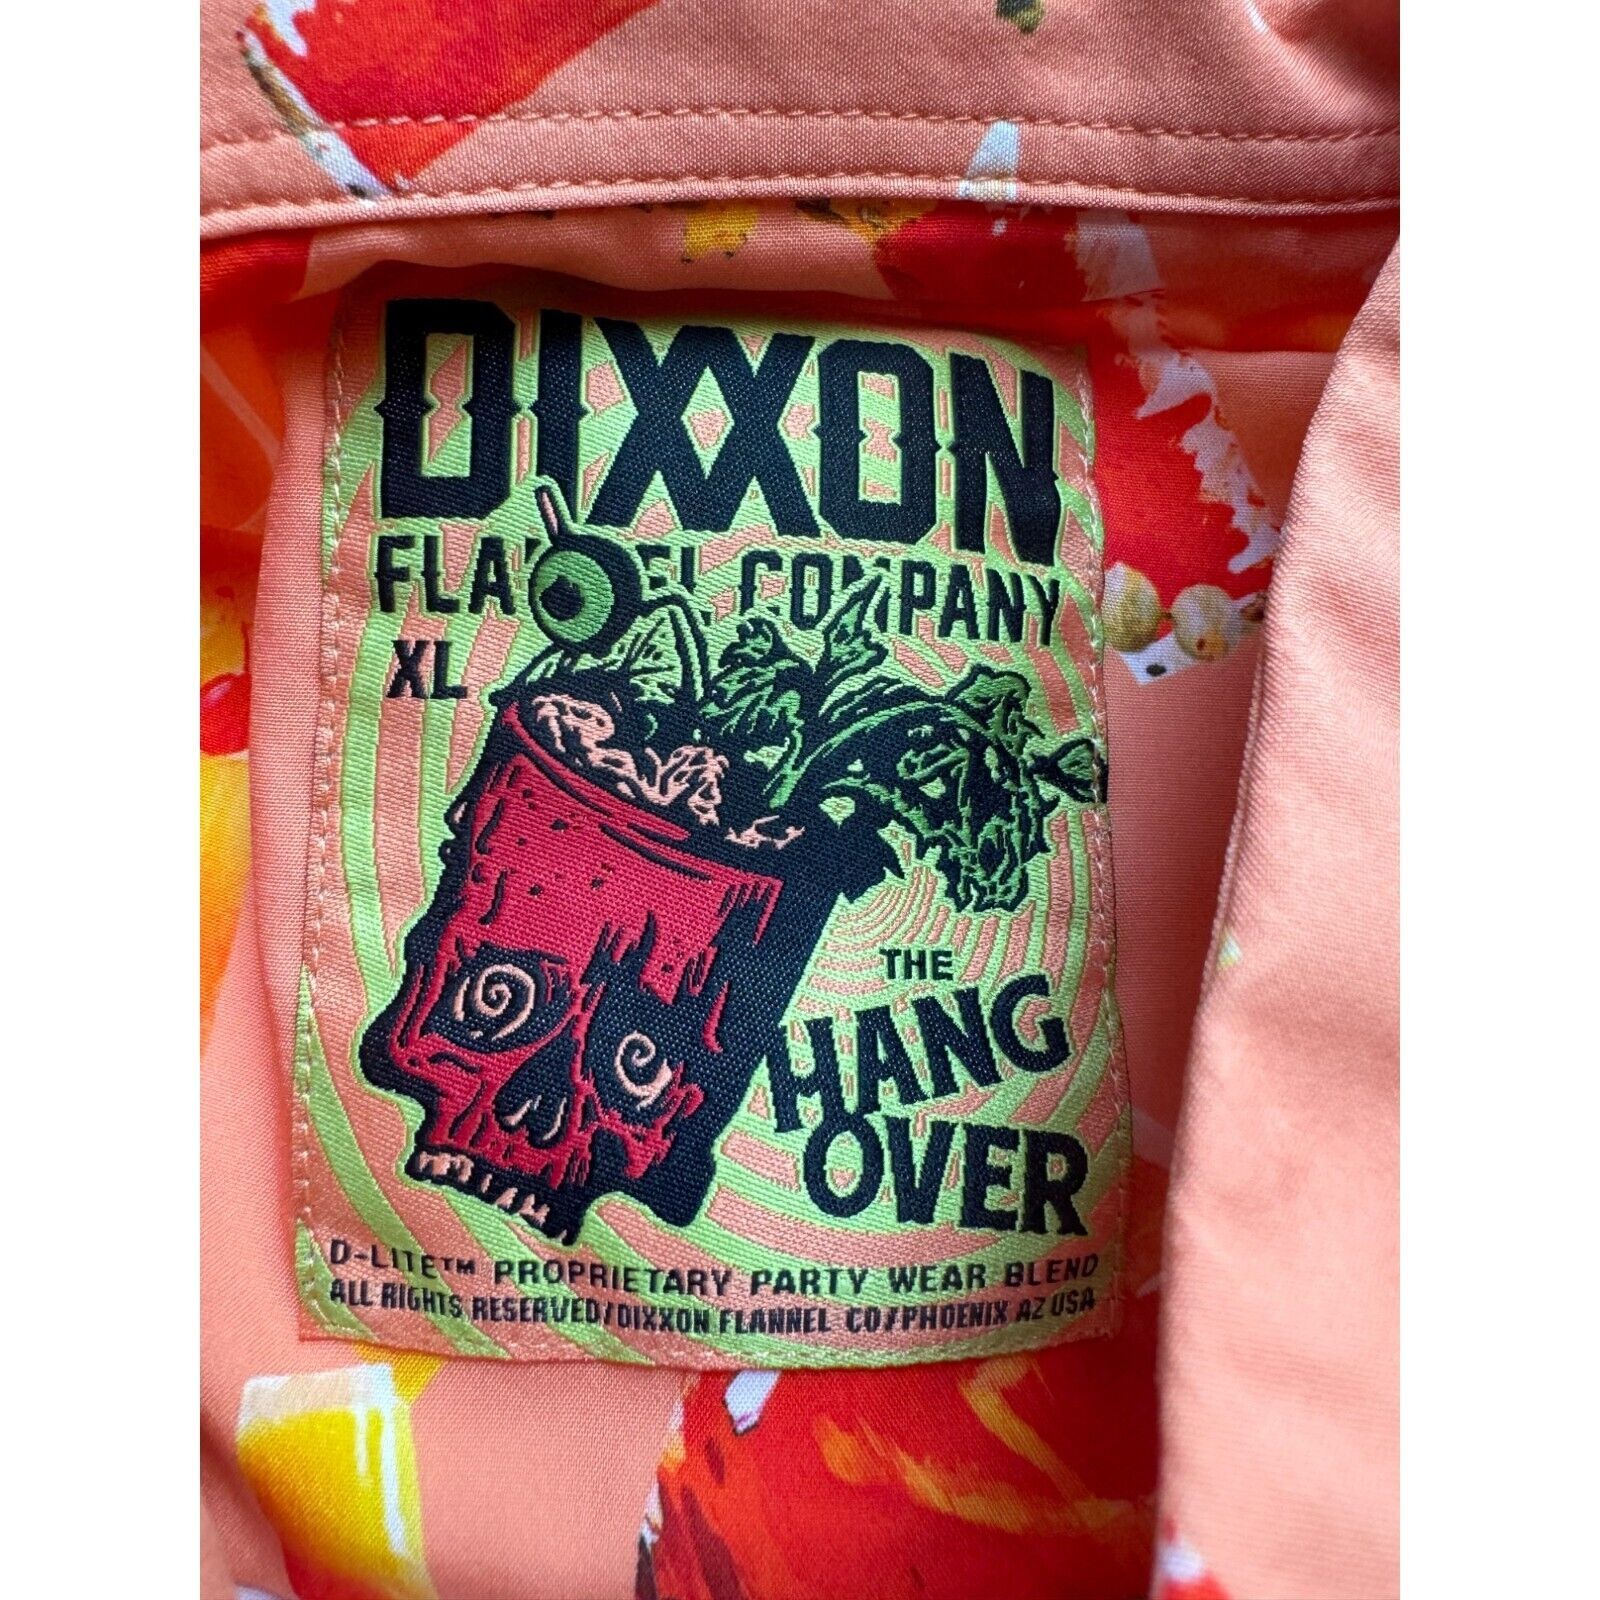 DIXXON
FLANNEL COMPANY
XL
THE
HANG
OVER
D-LITE™ PROPRIETARY PARTY WEAR BLEND
ALL RIGHTS RESERVED/DIXXON FLANNEL CO/PHOENIX AZ USA